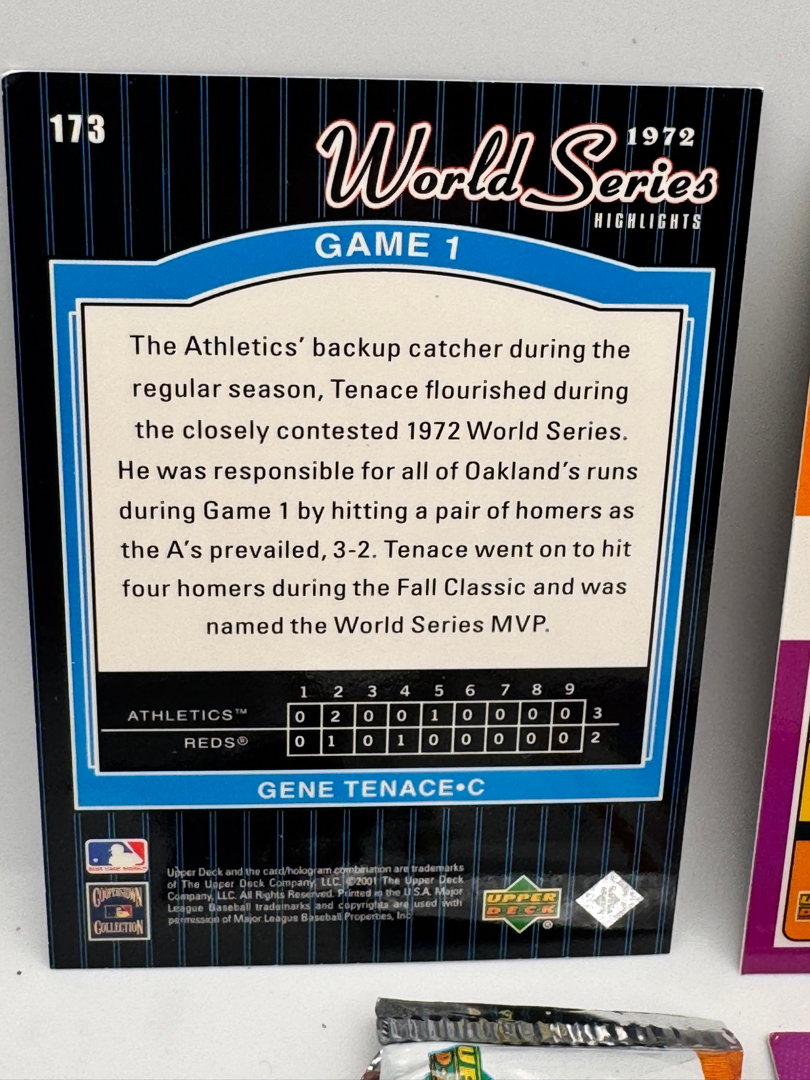 173
1972
World Series
HIGHLIGHTS
GAME 1
The Athletics' backup catcher during the
regular season, Tenace flourished during
the closely contested 1972 World Series.
He was responsible for all of Oakland's runs
during Game 1 by hitting a pair of homers as
the A's prevailed, 3-2. Tenace went on to hit
four homers during the Fall Classic and was
named the World Series MVP.
1 2 3 4 5 6 7 8 9
ATHLETICS™ 0 2 0 0 1 0 0 0 0 3
REDS® 0 1 0 1 0 0 0 0 0 2
GENE TENACE•C
COOPERSTOWN
COLLECTION
Upper Deck and the card/hologram combination are trademarks
of The Upper Deck Company, LLC. ©2001 The Upper Deck
Company, LLC. All Rights Reserved. Printed in the U.S.A. Major
League Baseball trademarks and copyrights are used with
permission of Major League Baseball Properties, Inc
UPPER
DECK
®